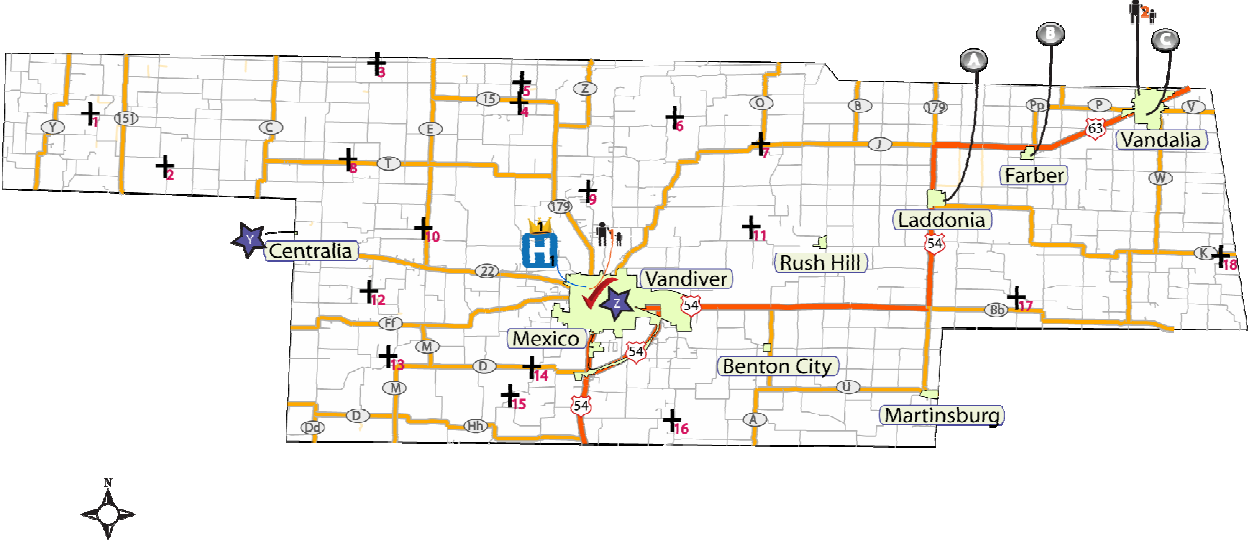 2
B
C
A
3
5
15
4
Z
1
151
Y
C
E
6
O
B
179
Pp
P
V
63
7
J
Vandalia
2
8
T
Farber
W
9
179
Laddonia
10
1
11
Y
Centralia
H
1
Rush Hill
54
K
18
22
12
Vandiver
Z
54
17
Bb
Ff
Mexico
M
54
13
D
14
Benton City
M
15
U
54
D
Hh
Dd
16
A
Martinsburg
N